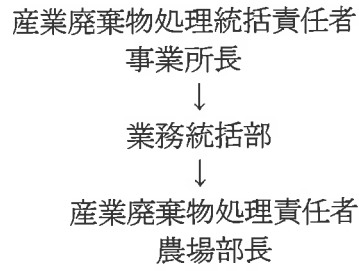 産業廃棄物処理統括責任者
事業所長
↓
業務統括部
↓
産業廃棄物処理責任者
農場部長